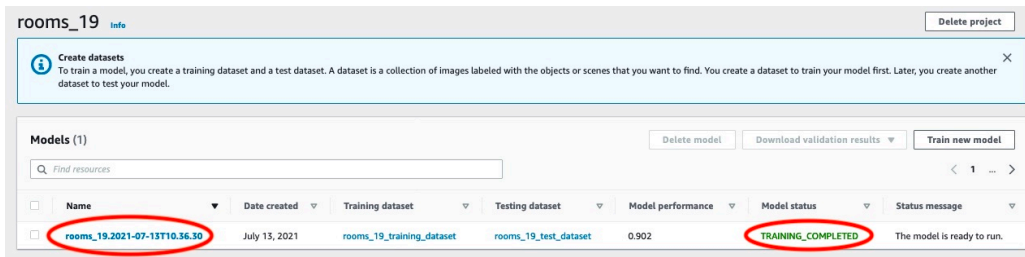 rooms_19 Info
Delete project
Create datasets
To train a model, you create a training dataset and a test dataset. A dataset is a collection of images labeled with the objects or scenes that you want to find. You create a dataset to train your model first. Later, you create another
dataset to test your model.
Models (1)
Delete model
Download validation results
Train new model
Find resources
1 ...
Name
Date created
Training dataset
Testing dataset
Model performance
Model status
Status message
rooms_19.2021-07-13T10.36.30
July 13, 2021
rooms_19_training_dataset
rooms_19_test_dataset
0.902
TRAINING_COMPLETED
The model is ready to run.